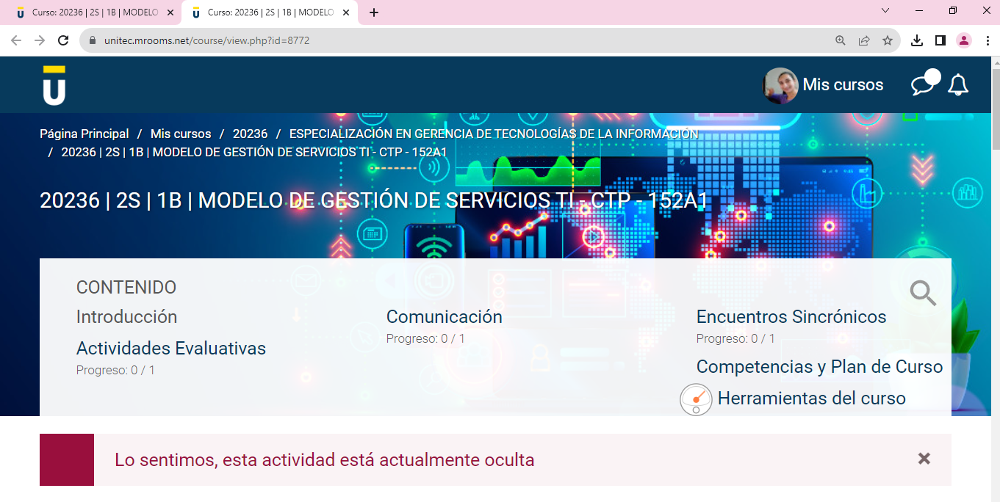 Curso: 20236 | 2S | 1B | MODELO
Curso: 20236 | 2S | 1B | MODELO
unitec.mrooms.net/course/view.php?id=8772
U
Mis cursos
Página Principal / Mis cursos / 20236 / ESPECIALIZACIÓN EN GERENCIA DE TECNOLOGÍAS DE LA INFORMACIÓN
/ 20236 | 2S | 1B | MODELO DE GESTIÓN DE SERVICIOS TI - CTP - 152A1
20236 | 2S | 1B | MODELO DE GESTIÓN DE SERVICIOS TI - CTP - 152A1
CONTENIDO
Introducción
Actividades Evaluativas
Progreso: 0 / 1
Comunicación
Progreso: 0 / 1
Encuentros Sincrónicos
Progreso: 0 / 1
Competencias y Plan de Curso
Herramientas del curso
Lo sentimos, esta actividad está actualmente oculta